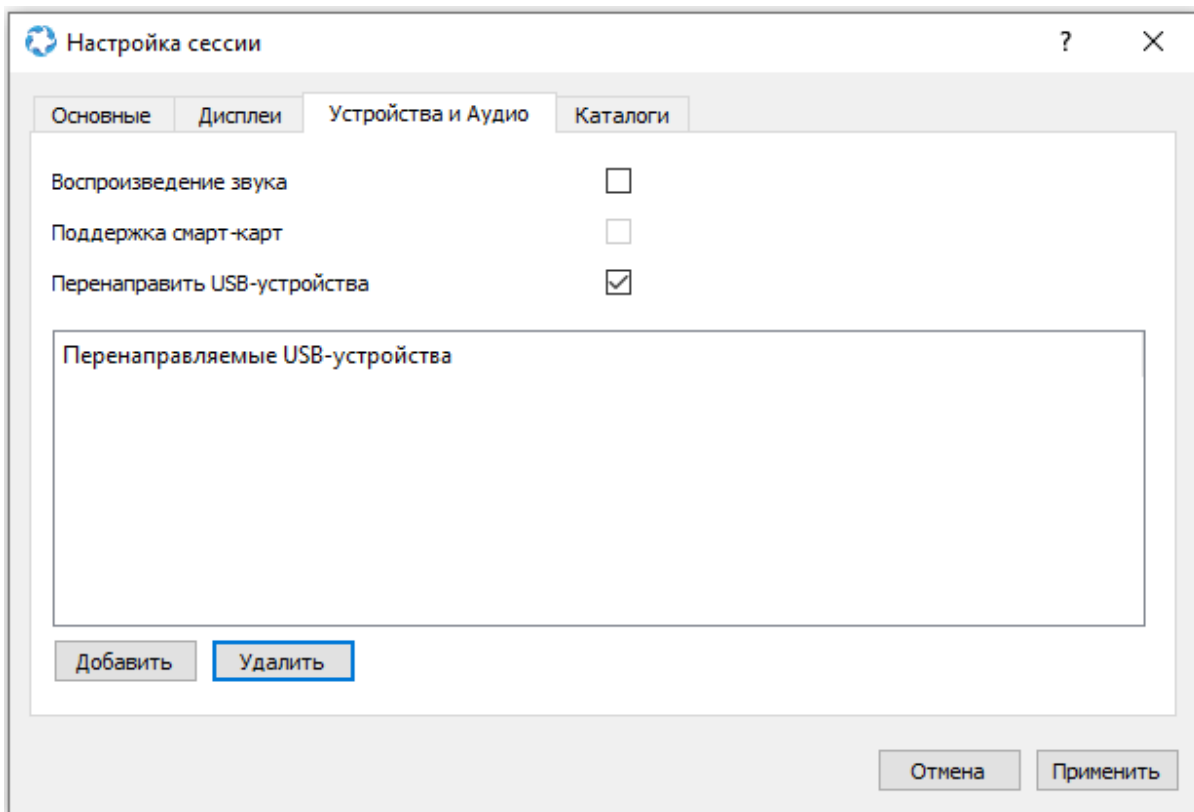 Настройка сессии ?
Основные Дисплеи Устройства и Аудио Каталоги
Воспроизведение звука
Поддержка смарт-карт
Перенаправить USB-устройства
Перенаправляемые USB-устройства
Добавить Удалить
Отмена Применить